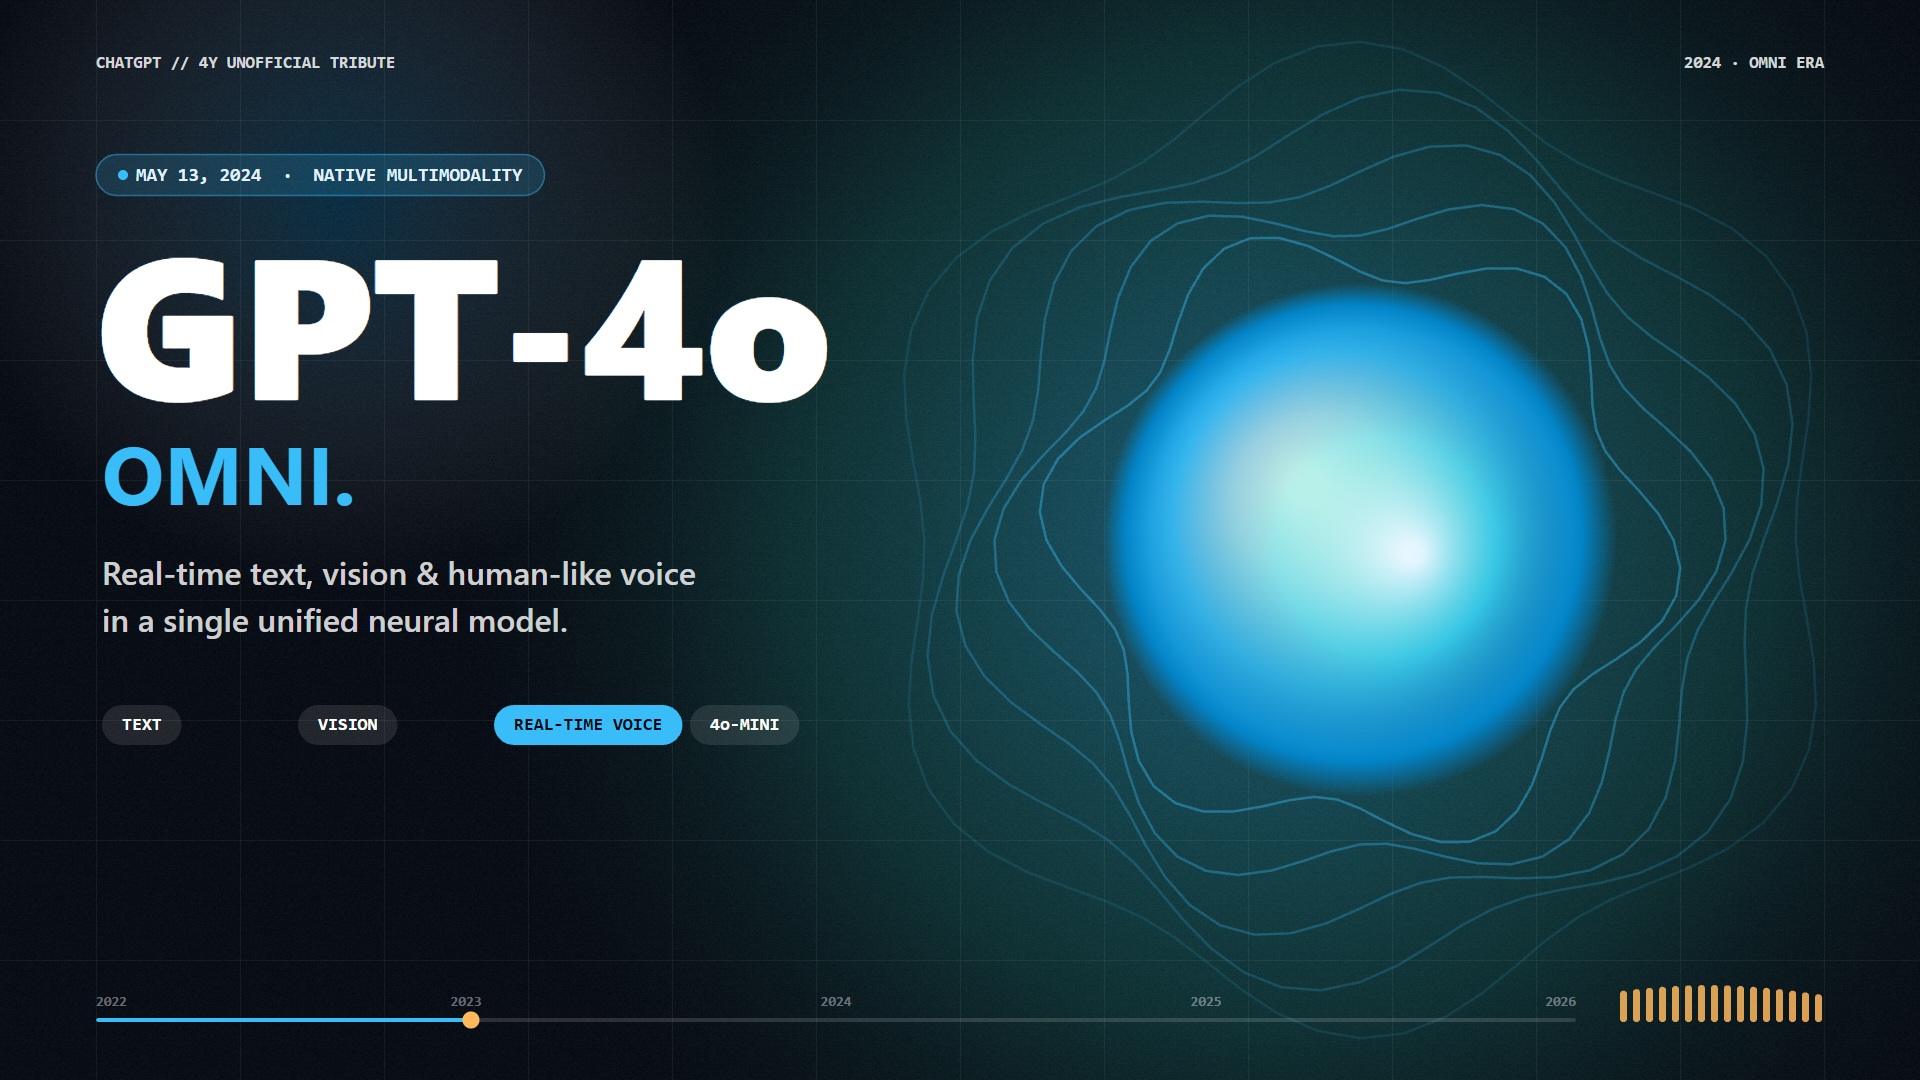 CHATGPT // 4Y UNOFFICIAL TRIBUTE
2024 · OMNI ERA
MAY 13, 2024 · NATIVE MULTIMODALITY
GPT-4o
OMNI.
Real-time text, vision & human-like voice
in a single unified neural model.
TEXT VISION REAL-TIME VOICE 4o-MINI
2022 2023 2024 2025 2026